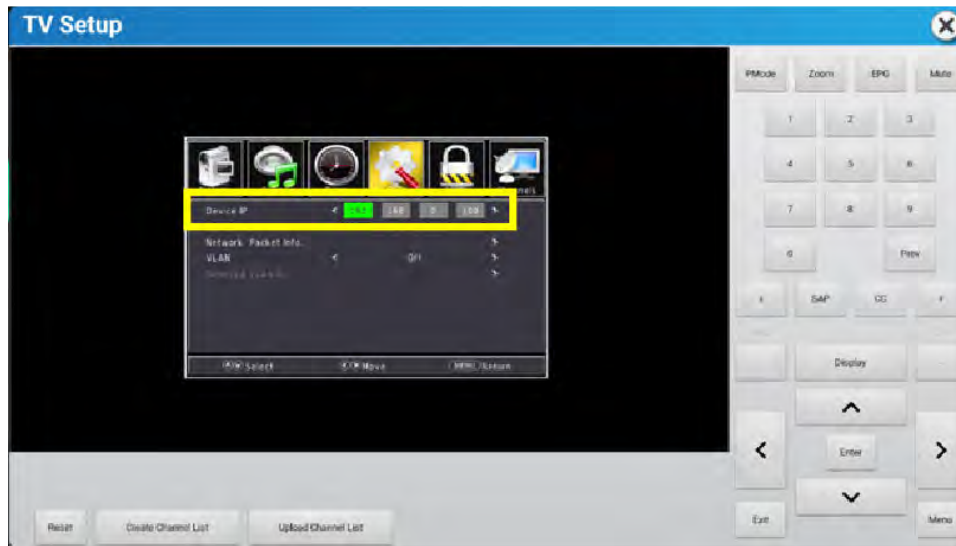 TV Setup
PMode Zoom EPG Mute
1 2 3
4 5 6
7 8 9
0 Prev
SAP CC
Display
Enter
Exit Menu
Device IP
Network Packet Info.
VLAN Off
Select Move MENU Return
Reset Create Channel List Upload Channel List